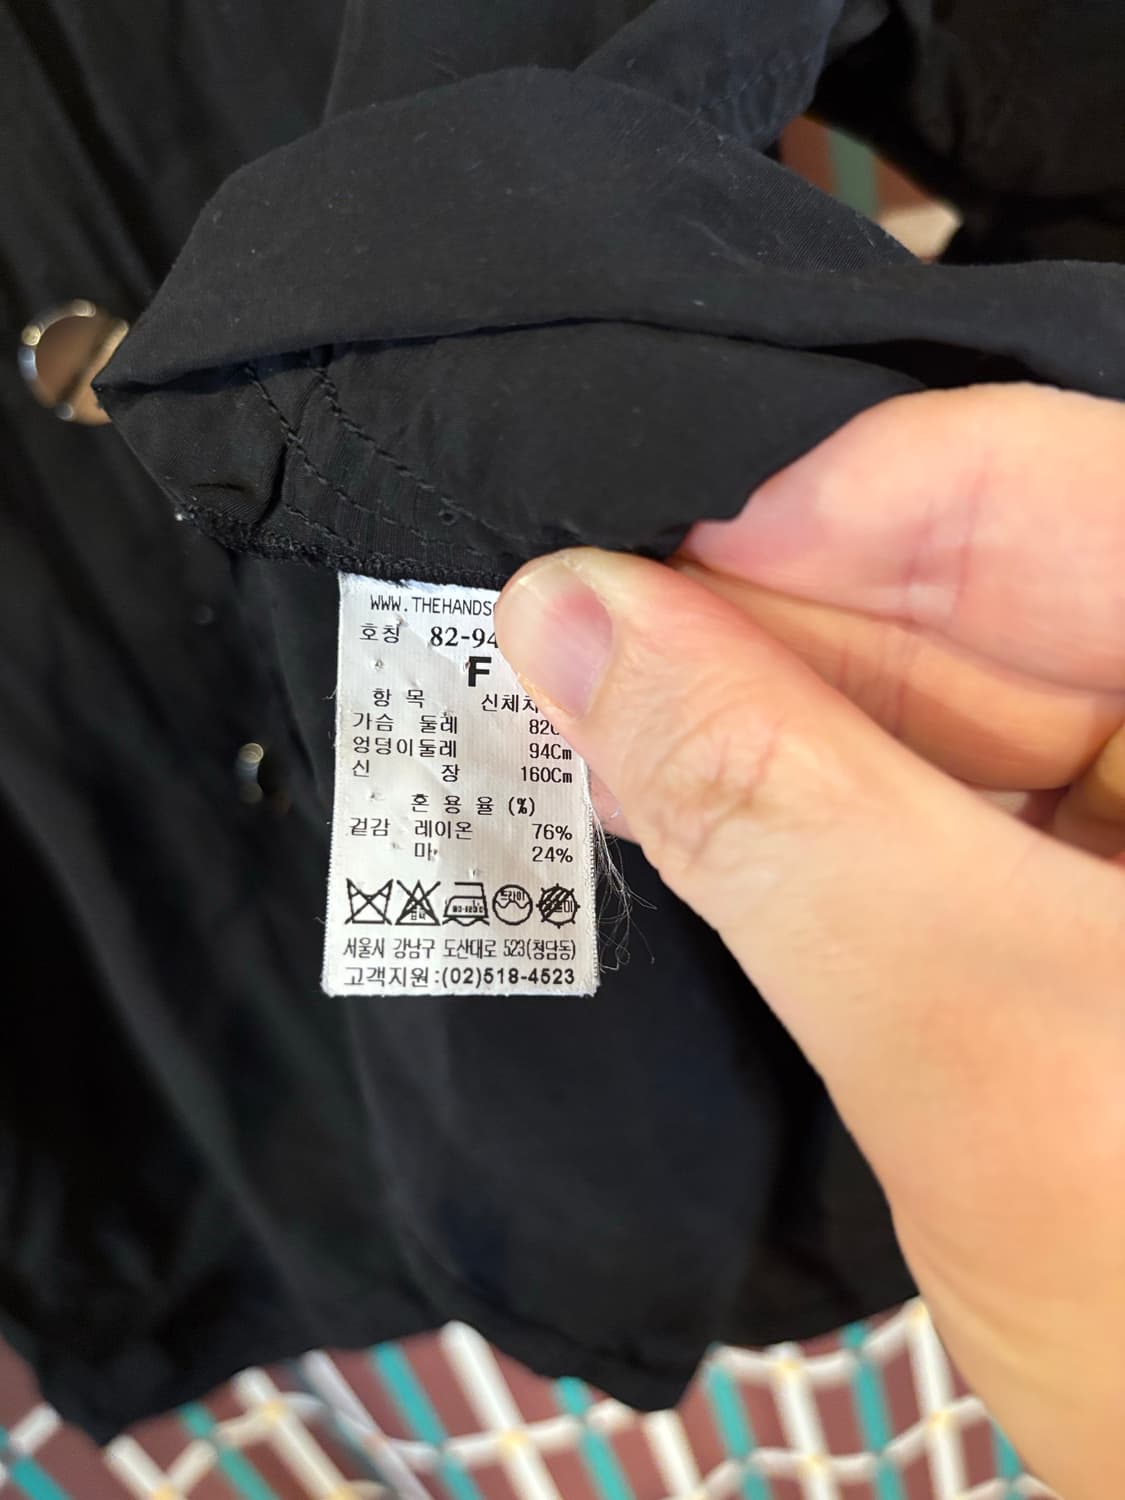 WWW.THEHANDS
호칭 82-94
F
항 목 신체치
가슴 둘레 82
엉덩이둘레 94Cm
신 장 160Cm
혼 용 율 (%)
겉감 레이온 76%
마 24%
드라이
서울시 강남구 도산대로 523(청담동)
고객지원:(02)518-4523